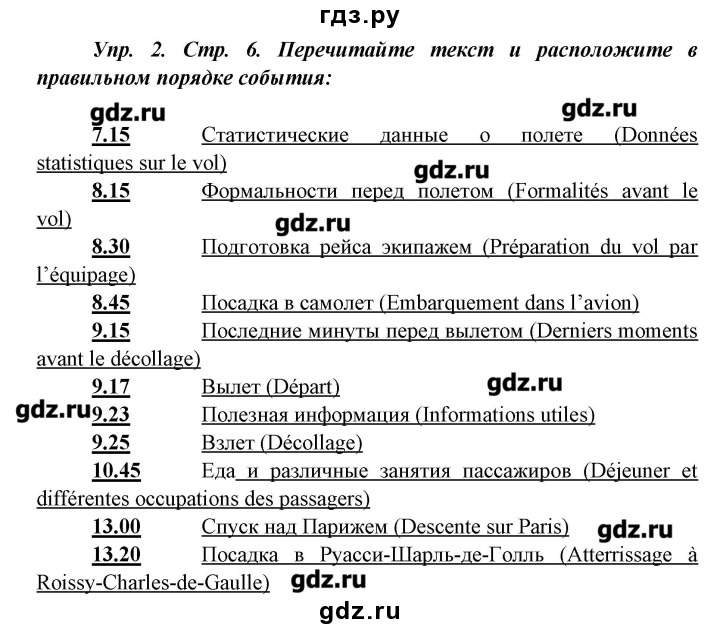 гдз.ру
Упр. 2. Стр. 6. Перечитайте текст и расположите в
правильном порядке события:
gdz.ru
gdz.ru
7.15 Статистические данные о полете (Données
statistiques sur le vol)
gdz.ru
8.15 Формальности перед полетом (Formalités avant le
vol)
gdz.ru
8.30 Подготовка рейса экипажем (Préparation du vol par
l’équipage)
8.45 Посадка в самолет (Embarquement dans l’avion)
9.15 Последние минуты перед вылетом (Derniers moments
avant le décollage)
9.17 Вылет (Départ)
gdz.ru
gdz.ru
9.23 Полезная информация (Informations utiles)
9.25 Взлет (Décollage)
10.45 Еда и различные занятия пассажиров (Déjeuner et
différentes occupations des passagers)
13.00 Спуск над Парижем (Descente sur Paris)
gdz.ru
13.20 Посадка в Руасси-Шарль-де-Голль (Atterrissage à
Roissy-Charles-de-Gaulle)
gdz.ru
gdz.ru